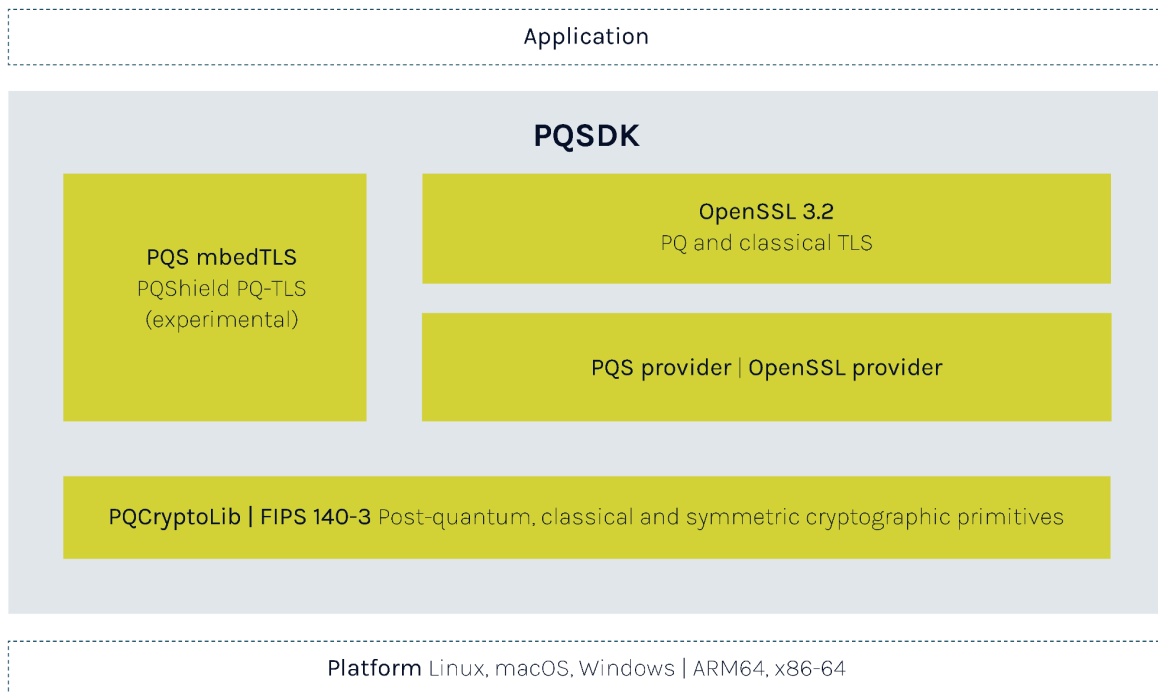 Application
PQSDK
PQS mbedTLS
PQShield PQ-TLS
(experimental)
OpenSSL 3.2
PQ and classical TLS
PQS provider | OpenSSL provider
PQCryptoLib | FIPS 140-3 Post-quantum, classical and symmetric cryptographic primitives
Platform Linux, macOS, Windows | ARM64, x86-64